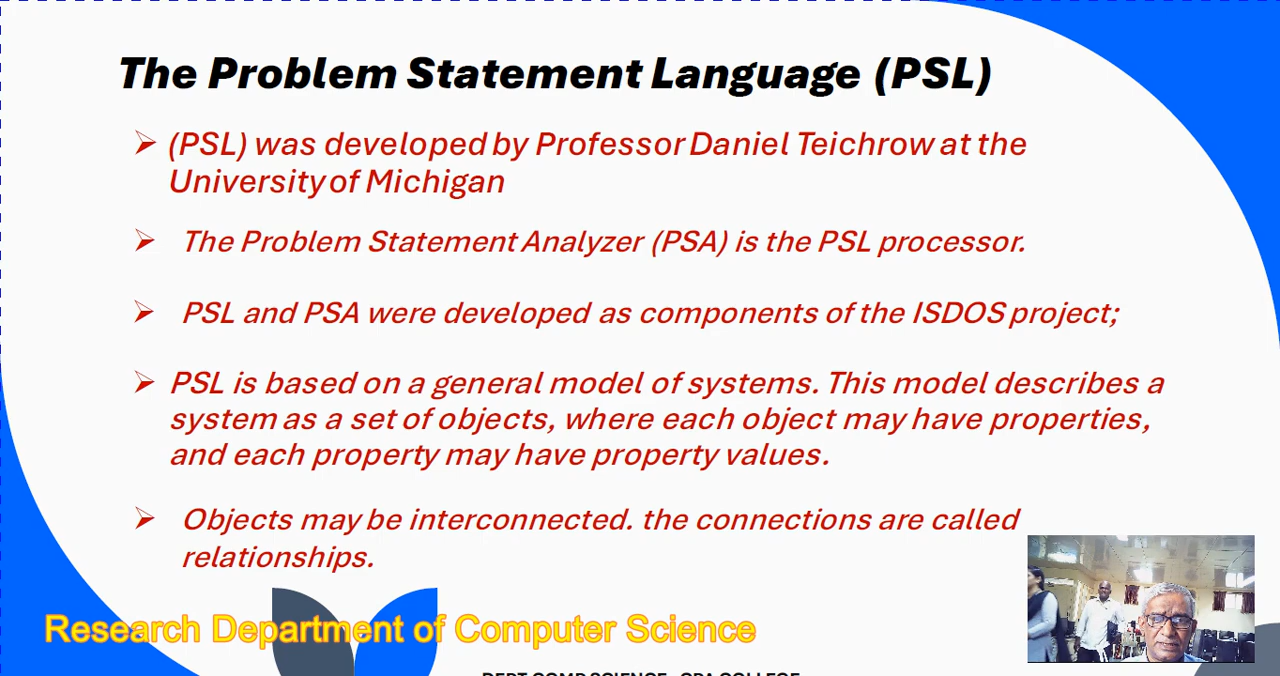 The Problem Statement Language (PSL)
(PSL) was developed by Professor Daniel Teichrow at the
University of Michigan
The Problem Statement Analyzer (PSA) is the PSL processor.
PSL and PSA were developed as components of the ISDOS project;
PSL is based on a general model of systems. This model describes a
system as a set of objects, where each object may have properties,
and each property may have property values.
Objects may be interconnected. the connections are called
relationships.
Research Department of Computer Science